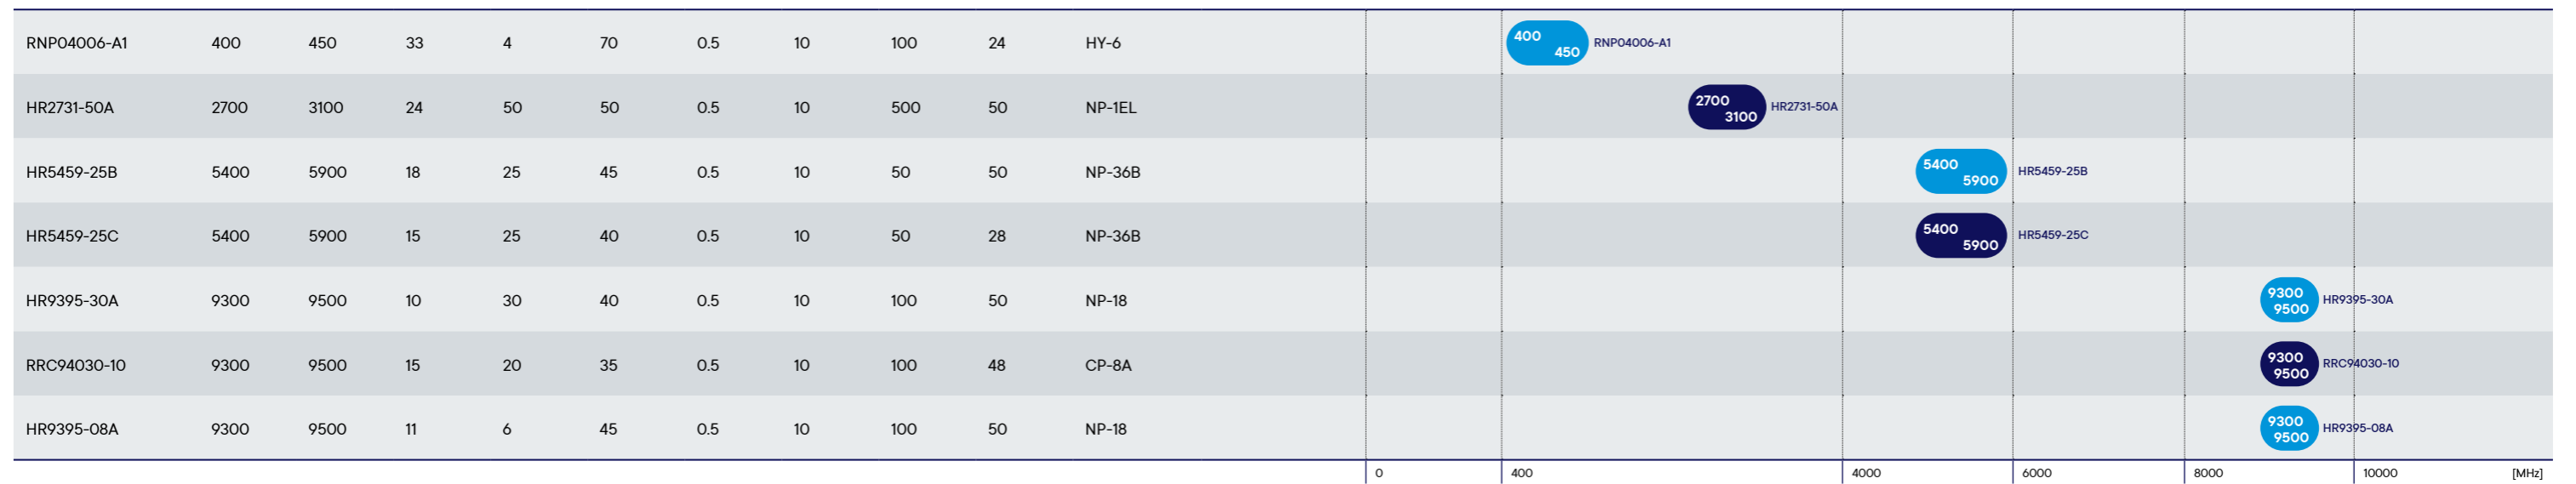 RNP04006-A1 400 450 33 4 70 0.5 10 100 24 HY-6 400 450 RNP04006-A1
HR2731-50A 2700 3100 24 50 50 0.5 10 500 50 NP-1EL 2700 3100 HR2731-50A
HR5459-25B 5400 5900 18 25 45 0.5 10 50 50 NP-36B 5400 5900 HR5459-25B
HR5459-25C 5400 5900 15 25 40 0.5 10 50 28 NP-36B 5400 5900 HR5459-25C
HR9395-30A 9300 9500 10 30 40 0.5 10 100 50 NP-18 9300 9500 HR9395-30A
RRC94030-10 9300 9500 15 20 35 0.5 10 100 48 CP-8A 9300 9500 RRC94030-10
HR9395-08A 9300 9500 11 6 45 0.5 10 100 50 NP-18 9300 9500 HR9395-08A
0 400 4000 6000 8000 10000 [MHz]